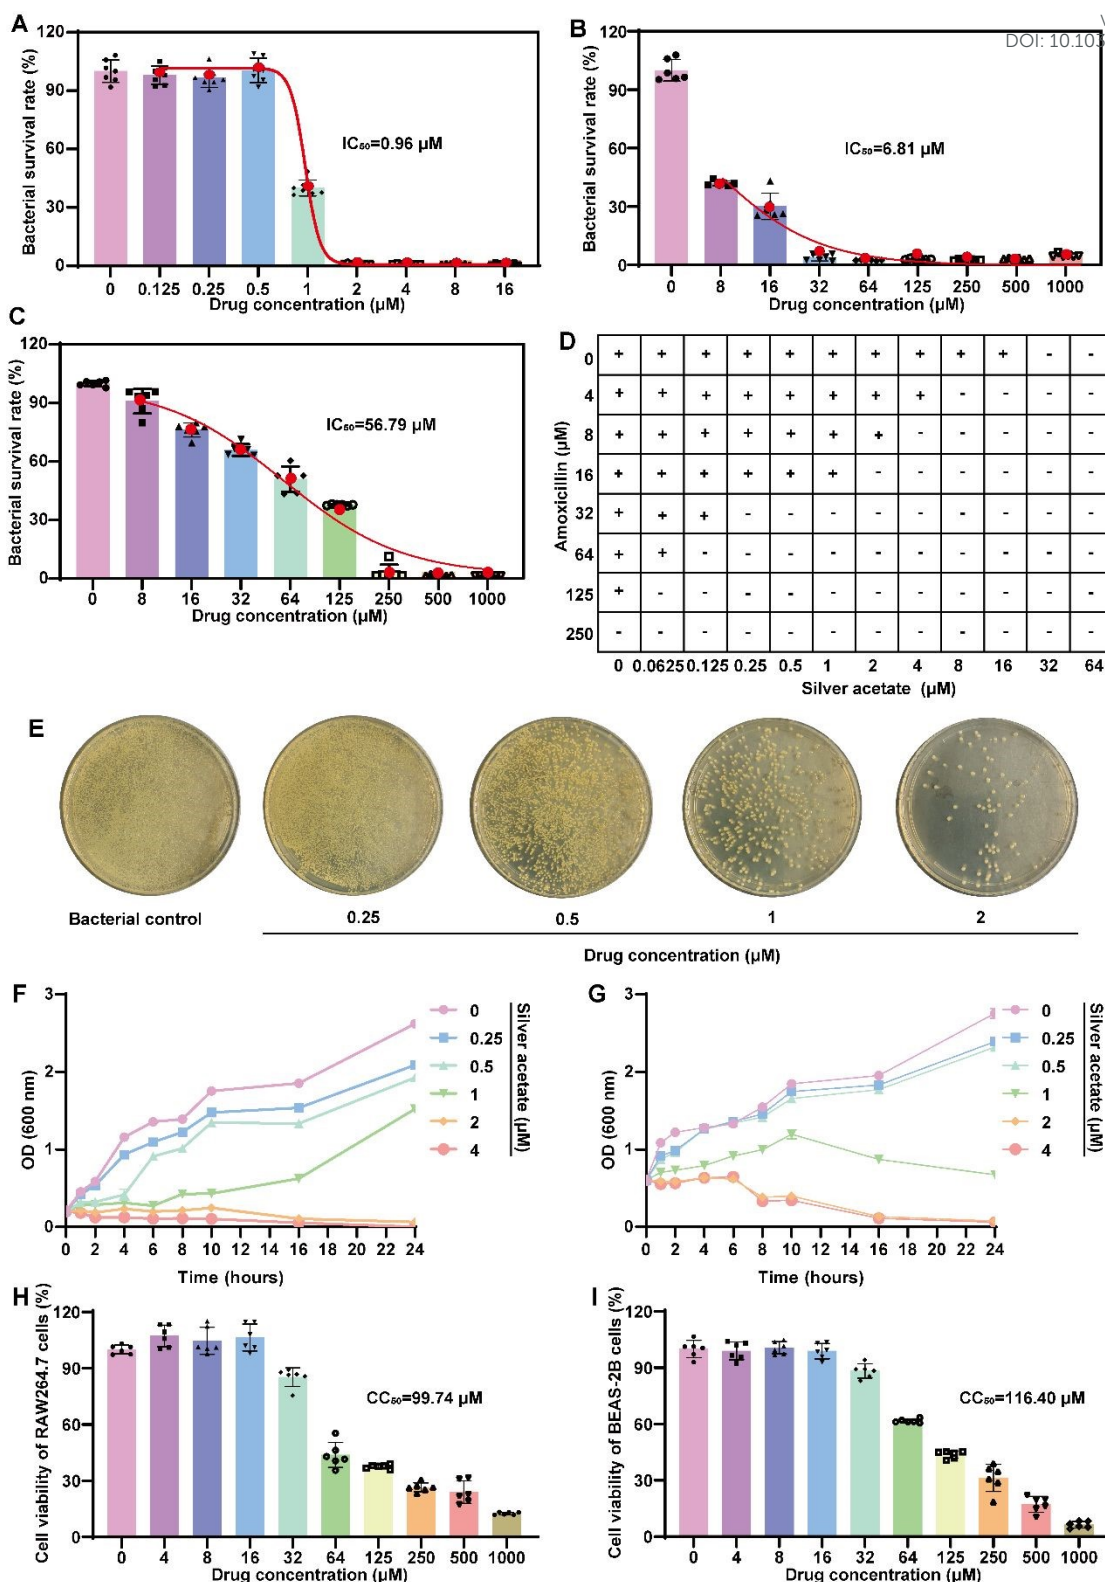 A
Bacterial survival rate (%)
120
90
60
30
0
IC₅₀=0.96 µM
0 0.125 0.25 0.5 1 2 4 8 16
Drug concentration (µM)
B
DOI: 10.103
Bacterial survival rate (%)
120
90
60
30
0
IC₅₀=6.81 µM
0 8 16 32 64 125 250 500 1000
Drug concentration (µM)
C
Bacterial survival rate (%)
120
90
60
30
0
IC₅₀=56.79 µM
0 8 16 32 64 125 250 500 1000
Drug concentration (µM)
D
Amoxicillin (µM)
0 + + + + + + + + + + - -
4 + + + + + + + + - - - -
8 + + + + + + + - - - - -
16 + + + + + + - - - - - -
32 + + + - - - - - - - - -
64 + + - - - - - - - - - -
125 + - - - - - - - - - - -
250 - - - - - - - - - - - -
0 0.0625 0.125 0.25 0.5 1 2 4 8 16 32 64
Silver acetate (µM)
E
Bacterial control 0.25 0.5 1 2
Drug concentration (µM)
F
OD (600 nm)
3
2
1
0
0 2 4 6 8 10 12 14 16 18 20 22 24
Time (hours)
0
0.25
0.5
1
2
4
Silver acetate (µM)
G
OD (600 nm)
3
2
1
0
0 2 4 6 8 10 12 14 16 18 20 22 24
Time (hours)
0
0.25
0.5
1
2
4
Silver acetate (µM)
H
Cell viability of RAW264.7 cells (%)
120
90
60
30
0
CC₅₀=99.74 µM
0 4 8 16 32 64 125 250 500 1000
Drug concentration (µM)
I
Cell viability of BEAS-2B cells (%)
120
90
60
30
0
CC₅₀=116.40 µM
0 4 8 16 32 64 125 250 500 1000
Drug concentration (µM)